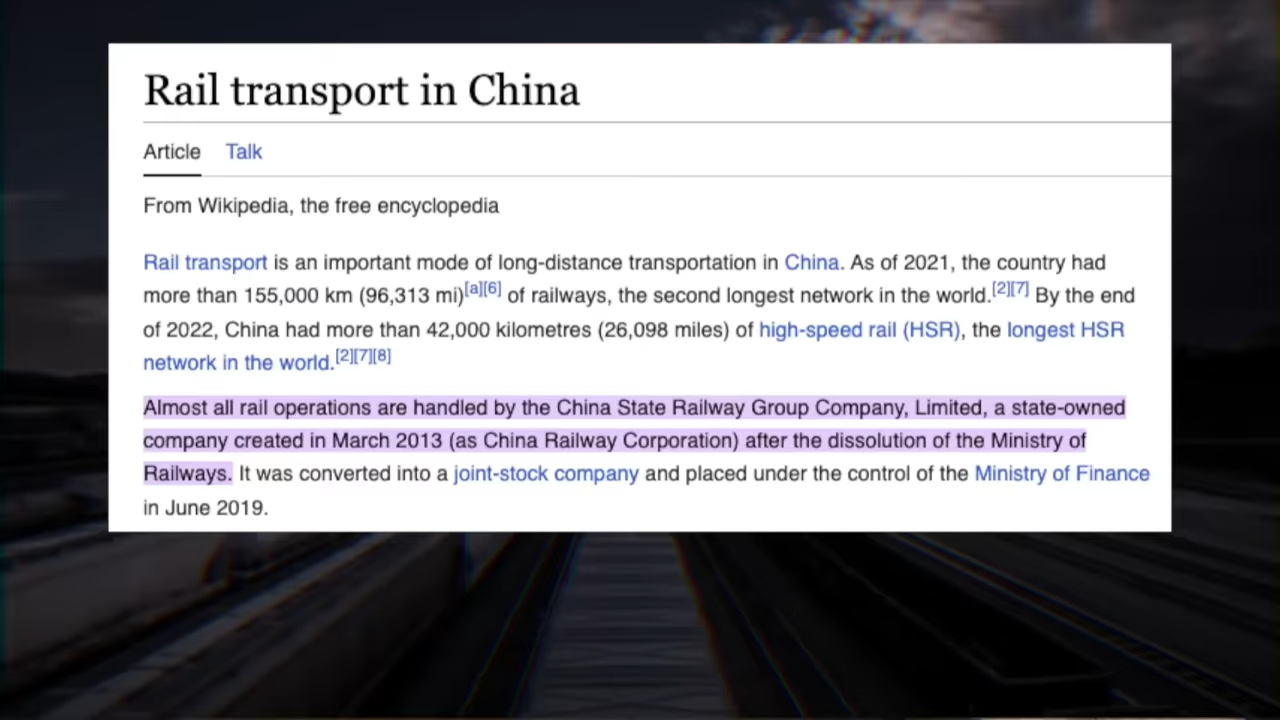 Rail transport in China
Article Talk
From Wikipedia, the free encyclopedia
Rail transport is an important mode of long-distance transportation in China. As of 2021, the country had
more than 155,000 km (96,313 mi)[a][6] of railways, the second longest network in the world.[2][7] By the end
of 2022, China had more than 42,000 kilometres (26,098 miles) of high-speed rail (HSR), the longest HSR
network in the world.[2][7][8]
Almost all rail operations are handled by the China State Railway Group Company, Limited, a state-owned
company created in March 2013 (as China Railway Corporation) after the dissolution of the Ministry of
Railways. It was converted into a joint-stock company and placed under the control of the Ministry of Finance
in June 2019.